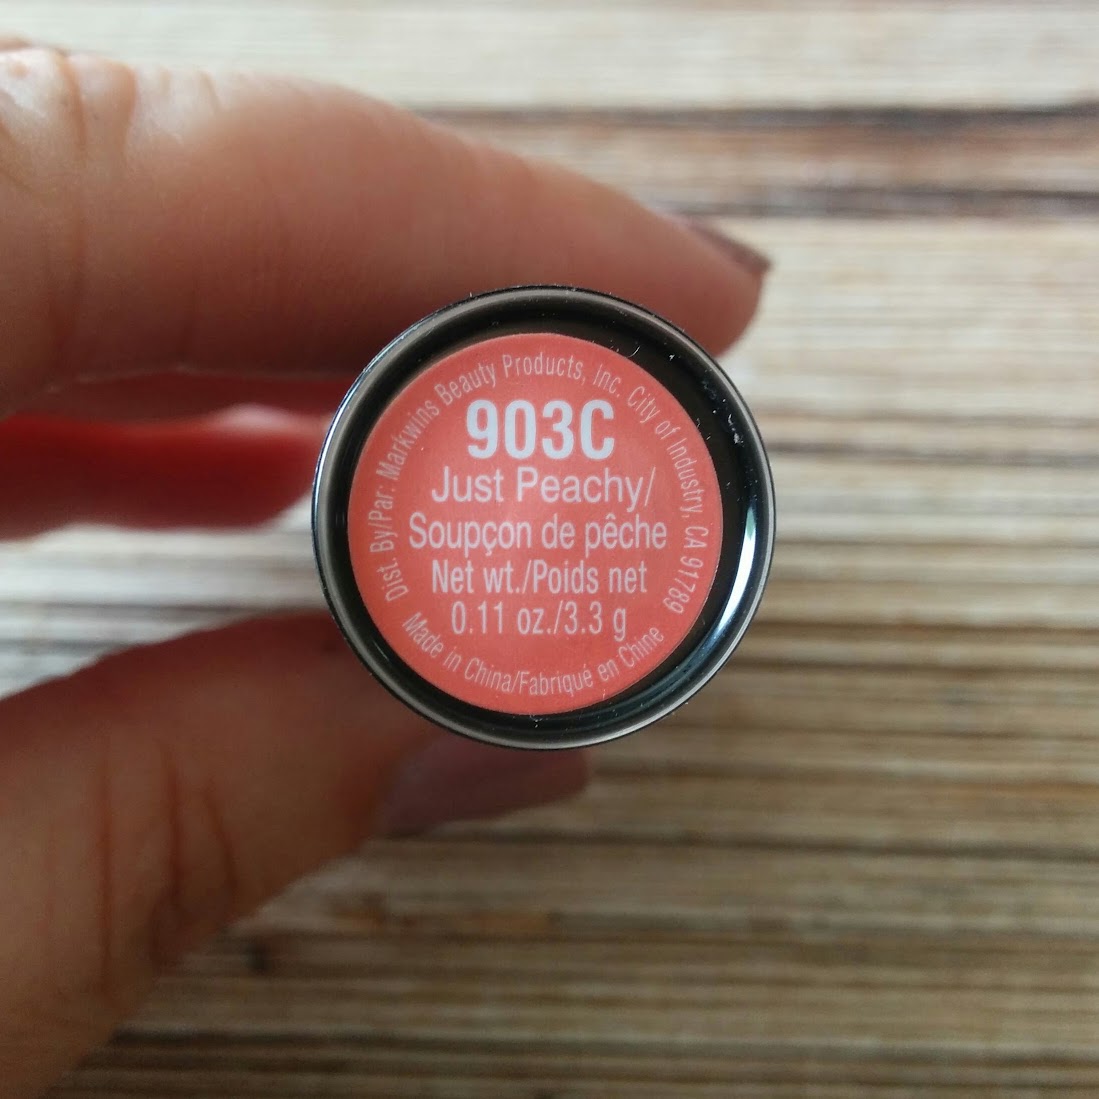 Dist. By/Par: Markwins Beauty Products, Inc. City of Industry, CA 91789
903C
Just Peachy/
Soupçon de pêche
Net wt./Poids net
0.11 oz./3.3 g
Made in China/Fabriqué en Chine